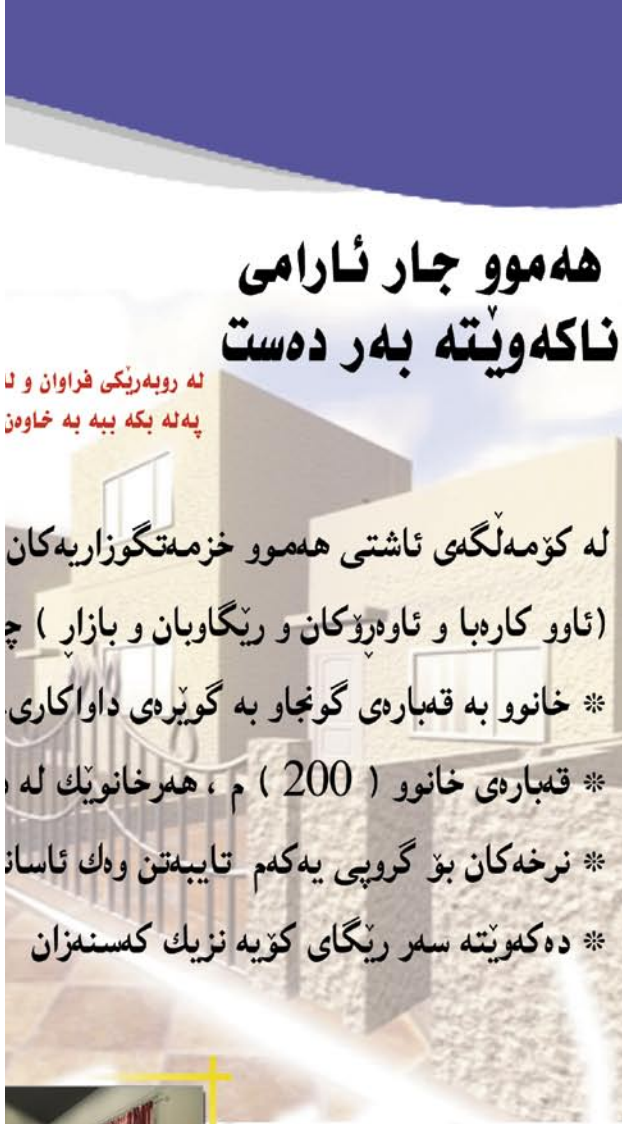 هەموو جار ئارامی
ناکەوێتە بەر دەست
لە روبەرێکی فراوان و
پەلە بکە ببە بە خاوەن
لە کۆمەڵگەی ئاشتی هەموو خزمەتگوزاریەکان
(ئاوو کارەبا و ئاوەڕۆکان و رێگاوبان و بازاڕ )
* خانوو بە قەبارەی گونجاو بە گوێرەی داواکاری
* قەبارەی خانوو ( 200 ) م ، هەرخانوێك لە
* نرخەکان بۆ گروپی یەکەم تایبەتن وەك
* دەکەوێتە سەر رێگای کۆیە نزیك کەسنەزان